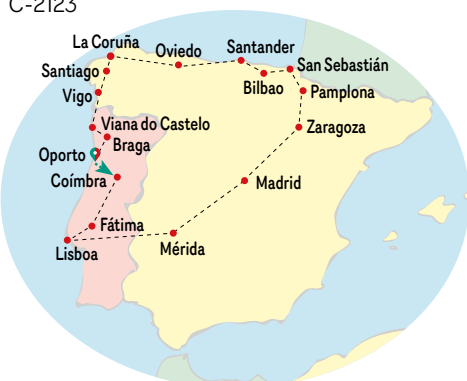 C-2123
La Coruña
Oviedo
Santander
San Sebastián
Santiago
Bilbao
Pamplona
Vigo
Viana do Castelo
Zaragoza
Braga
Oporto
Coímbra
Madrid
Fátima
Lisboa
Mérida